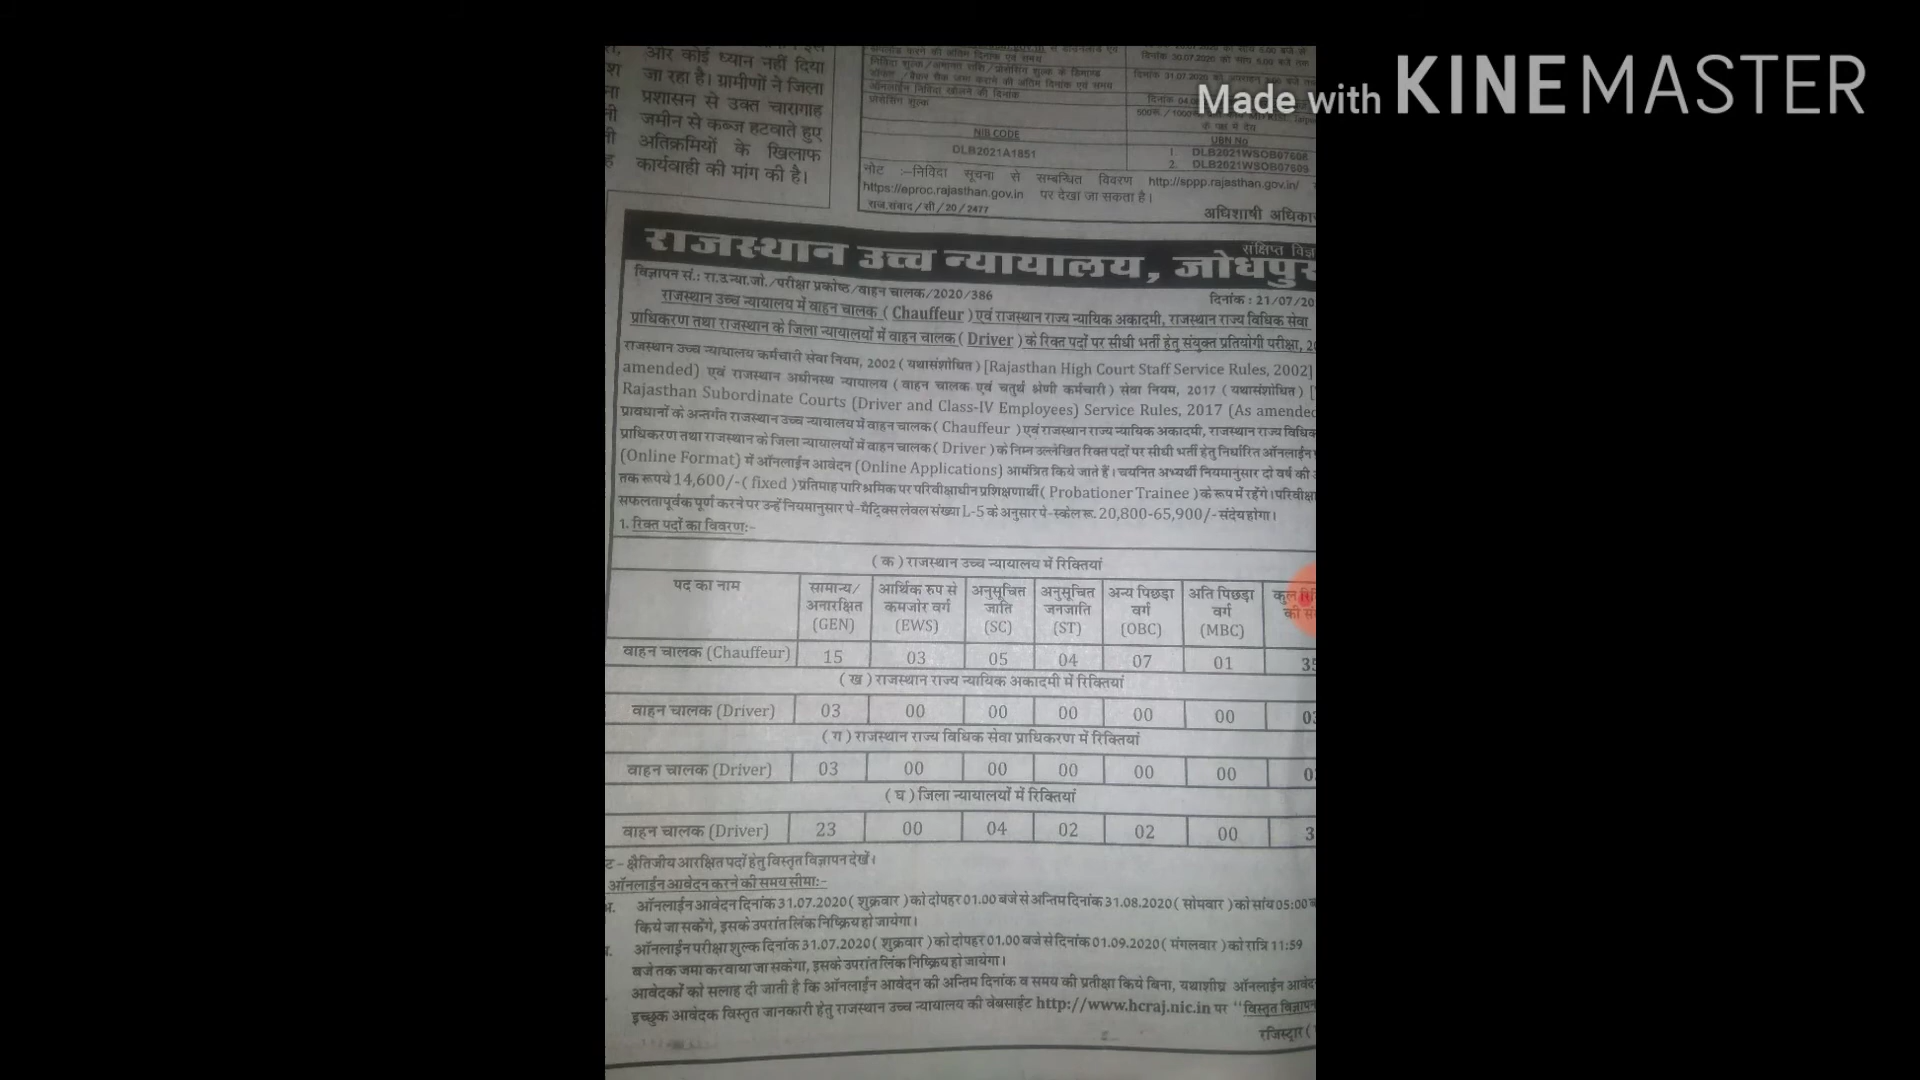 और कोई ध्यान नहीं दिया
जा रहा है। ग्रामीणों ने जिला
प्रशासन से उक्त चारागाह
जमीन से कब्ज हटवाते हुए
अतिक्रमियों के खिलाफ
कार्यवाही की मांग की है।
Made with KINEMASTER
प्रोसेसिंग शुल्क
NIB CODE
UBN No
DLB2021A1851
1. DLB2021WSOB07608
2. DLB2021WSOB07609
नोट :–निविदा सूचना से सम्बन्धित विवरण http://sppp.rajasthan.gov.in/
https://eproc.rajasthan.gov.in पर देखा जा सकता है।
राज.संवाद/सी/20/2477
अधिशाषी
संक्षिप्त
राजस्थान उच्च न्यायालय, जोधपुर
विज्ञापन सं.: रा.उ.न्या.जो./परीक्षा प्रकोष्ठ/वाहन चालक/2020/386
दिनांक : 21/07/20
राजस्थान उच्च न्यायालय में वाहन चालक ( Chauffeur ) एवं राजस्थान राज्य न्यायिक अकादमी, राजस्थान राज्य विधिक सेवा
प्राधिकरण तथा राजस्थान के जिला न्यायालयों में वाहन चालक ( Driver ) के रिक्त पदों पर सीधी भर्ती हेतु संयुक्त प्रतियोगी परीक्षा,
राजस्थान उच्च न्यायालय कर्मचारी सेवा नियम, 2002 ( यथासंशोधित ) [Rajasthan High Court Staff Service Rules, 2002]
amended) एवं राजस्थान अधीनस्थ न्यायालय ( वाहन चालक एवं चतुर्थ श्रेणी कर्मचारी ) सेवा नियम, 2017 ( यथासंशोधित ) [
Rajasthan Subordinate Courts (Driver and Class-IV Employees) Service Rules, 2017 (As amended
प्रावधानों के अन्तर्गत राजस्थान उच्च न्यायालय में वाहन चालक ( Chauffeur ) एवं राजस्थान राज्य न्यायिक अकादमी, राजस्थान राज्य विधिक
प्राधिकरण तथा राजस्थान के जिला न्यायालयों में वाहन चालक ( Driver ) के निम्न उल्लेखित रिक्त पदों पर सीधी भर्ती हेतु निर्धारित ऑनलाईन
(Online Format) में ऑनलाईन आवेदन (Online Applications) आमंत्रित किये जाते हैं। चयनित अभ्यर्थी नियमानुसार दो वर्ष की
तक रूपये 14,600/-( fixed ) प्रतिमाह पारिश्रमिक पर परिवीक्षाधीन प्रशिक्षणार्थी ( Probationer Trainee ) के रूप में रहेंगे। परिवीक्षा
सफलतापूर्वक पूर्ण करने पर उन्हें नियमानुसार पे-मैट्रिक्स लेवल संख्या L-5 के अनुसार पे-स्केल रू. 20,800-65,900/- संदेय होगा।
1. रिक्त पदों का विवरण:-
( क ) राजस्थान उच्च न्यायालय में रिक्तियां
पद का नाम सामान्य/ अनारक्षित (GEN) आर्थिक रुप से कमजोर वर्ग (EWS) अनुसूचित जाति (SC) अनुसूचित जनजाति (ST) अन्य पिछड़ा वर्ग (OBC) अति पिछड़ा वर्ग (MBC) कुल
वाहन चालक (Chauffeur) 15 03 05 04 07 01 35
( ख ) राजस्थान राज्य न्यायिक अकादमी में रिक्तियां
वाहन चालक (Driver) 03 00 00 00 00 00 03
( ग ) राजस्थान राज्य विधिक सेवा प्राधिकरण में रिक्तियां
वाहन चालक (Driver) 03 00 00 00 00 00 0
( घ ) जिला न्यायालयों में रिक्तियां
वाहन चालक (Driver) 23 00 04 02 02 00 3
ट - क्षैतिजीय आरक्षित पदों हेतु विस्तृत विज्ञापन देखें।
ऑनलाईन आवेदन करने की समय सीमा:-
ऑनलाईन आवेदन दिनांक 31.07.2020 ( शुक्रवार ) को दोपहर 01.00 बजे से अन्तिम दिनांक 31.08.2020 ( सोमवार ) को सांय 05:00
किये जा सकेंगे, इसके उपरांत लिंक निष्क्रिय हो जायेगा।
ऑनलाईन परीक्षा शुल्क दिनांक 31.07.2020 ( शुक्रवार ) को दोपहर 01.00 बजे से दिनांक 01.09.2020 ( मंगलवार ) को रात्रि 11:59
बजे तक जमा करवाया जा सकेगा, इसके उपरांत लिंक निष्क्रिय हो जायेगा।
आवेदकों को सलाह दी जाती है कि ऑनलाईन आवेदन की अन्तिम दिनांक व समय की प्रतीक्षा किये बिना, यथाशीघ्र ऑनलाईन
इच्छुक आवेदक विस्तृत जानकारी हेतु राजस्थान उच्च न्यायालय की वेबसाईट http://www.hcraj.nic.in पर "विस्तृत विज्ञापन
रजिस्ट्रार (